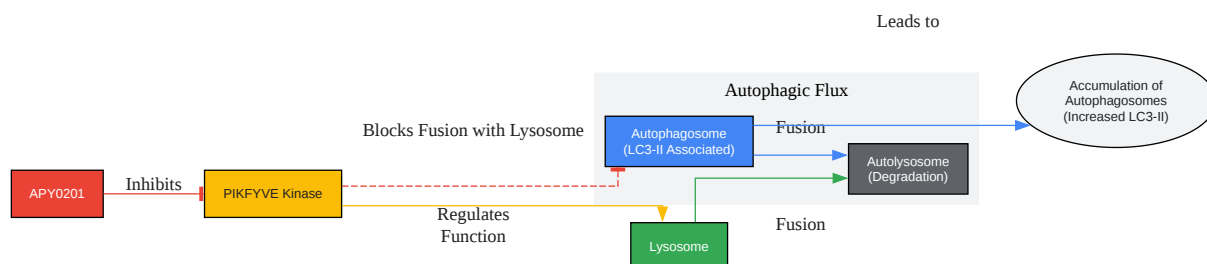 Leads to
Autophagic Flux
Accumulation of
Autophagosomes
(Increased LC3-II)
Blocks Fusion with Lysosome
Autophagosome
(LC3-II Associated)
Fusion
Autolysosome
(Degradation)
APY0201
Inhibits
PIKFYVE Kinase
Regulates
Function
Lysosome
Fusion